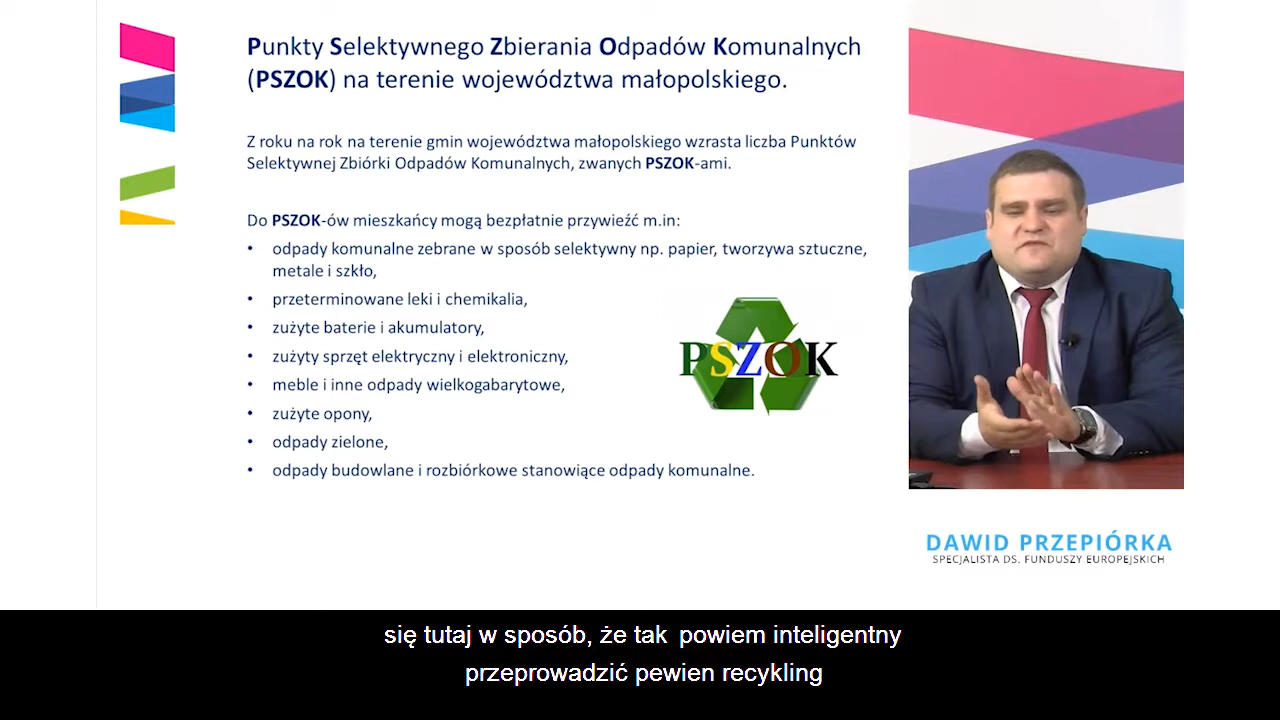 Punkty Selektywnego Zbierania Odpadów Komunalnych
(PSZOK) na terenie województwa małopolskiego.
Z roku na rok na terenie gmin województwa małopolskiego wzrasta liczba Punktów
Selektywnej Zbiórki Odpadów Komunalnych, zwanych PSZOK-ami.
Do PSZOK-ów mieszkańcy mogą bezpłatnie przywieźć m.in:
• odpady komunalne zebrane w sposób selektywny np. papier, tworzywa sztuczne,
metale i szkło,
• przeterminowane leki i chemikalia,
• zużyte baterie i akumulatory,
• zużyty sprzęt elektryczny i elektroniczny,
• meble i inne odpady wielkogabarytowe,
• zużyte opony,
• odpady zielone,
• odpady budowlane i rozbiórkowe stanowiące odpady komunalne.
PSZOK
DAWID PRZEPIÓRKA
SPECJALISTA DS. FUNDUSZY EUROPEJSKICH
się tutaj w sposób, że tak powiem inteligentny
przeprowadzić pewien recykling